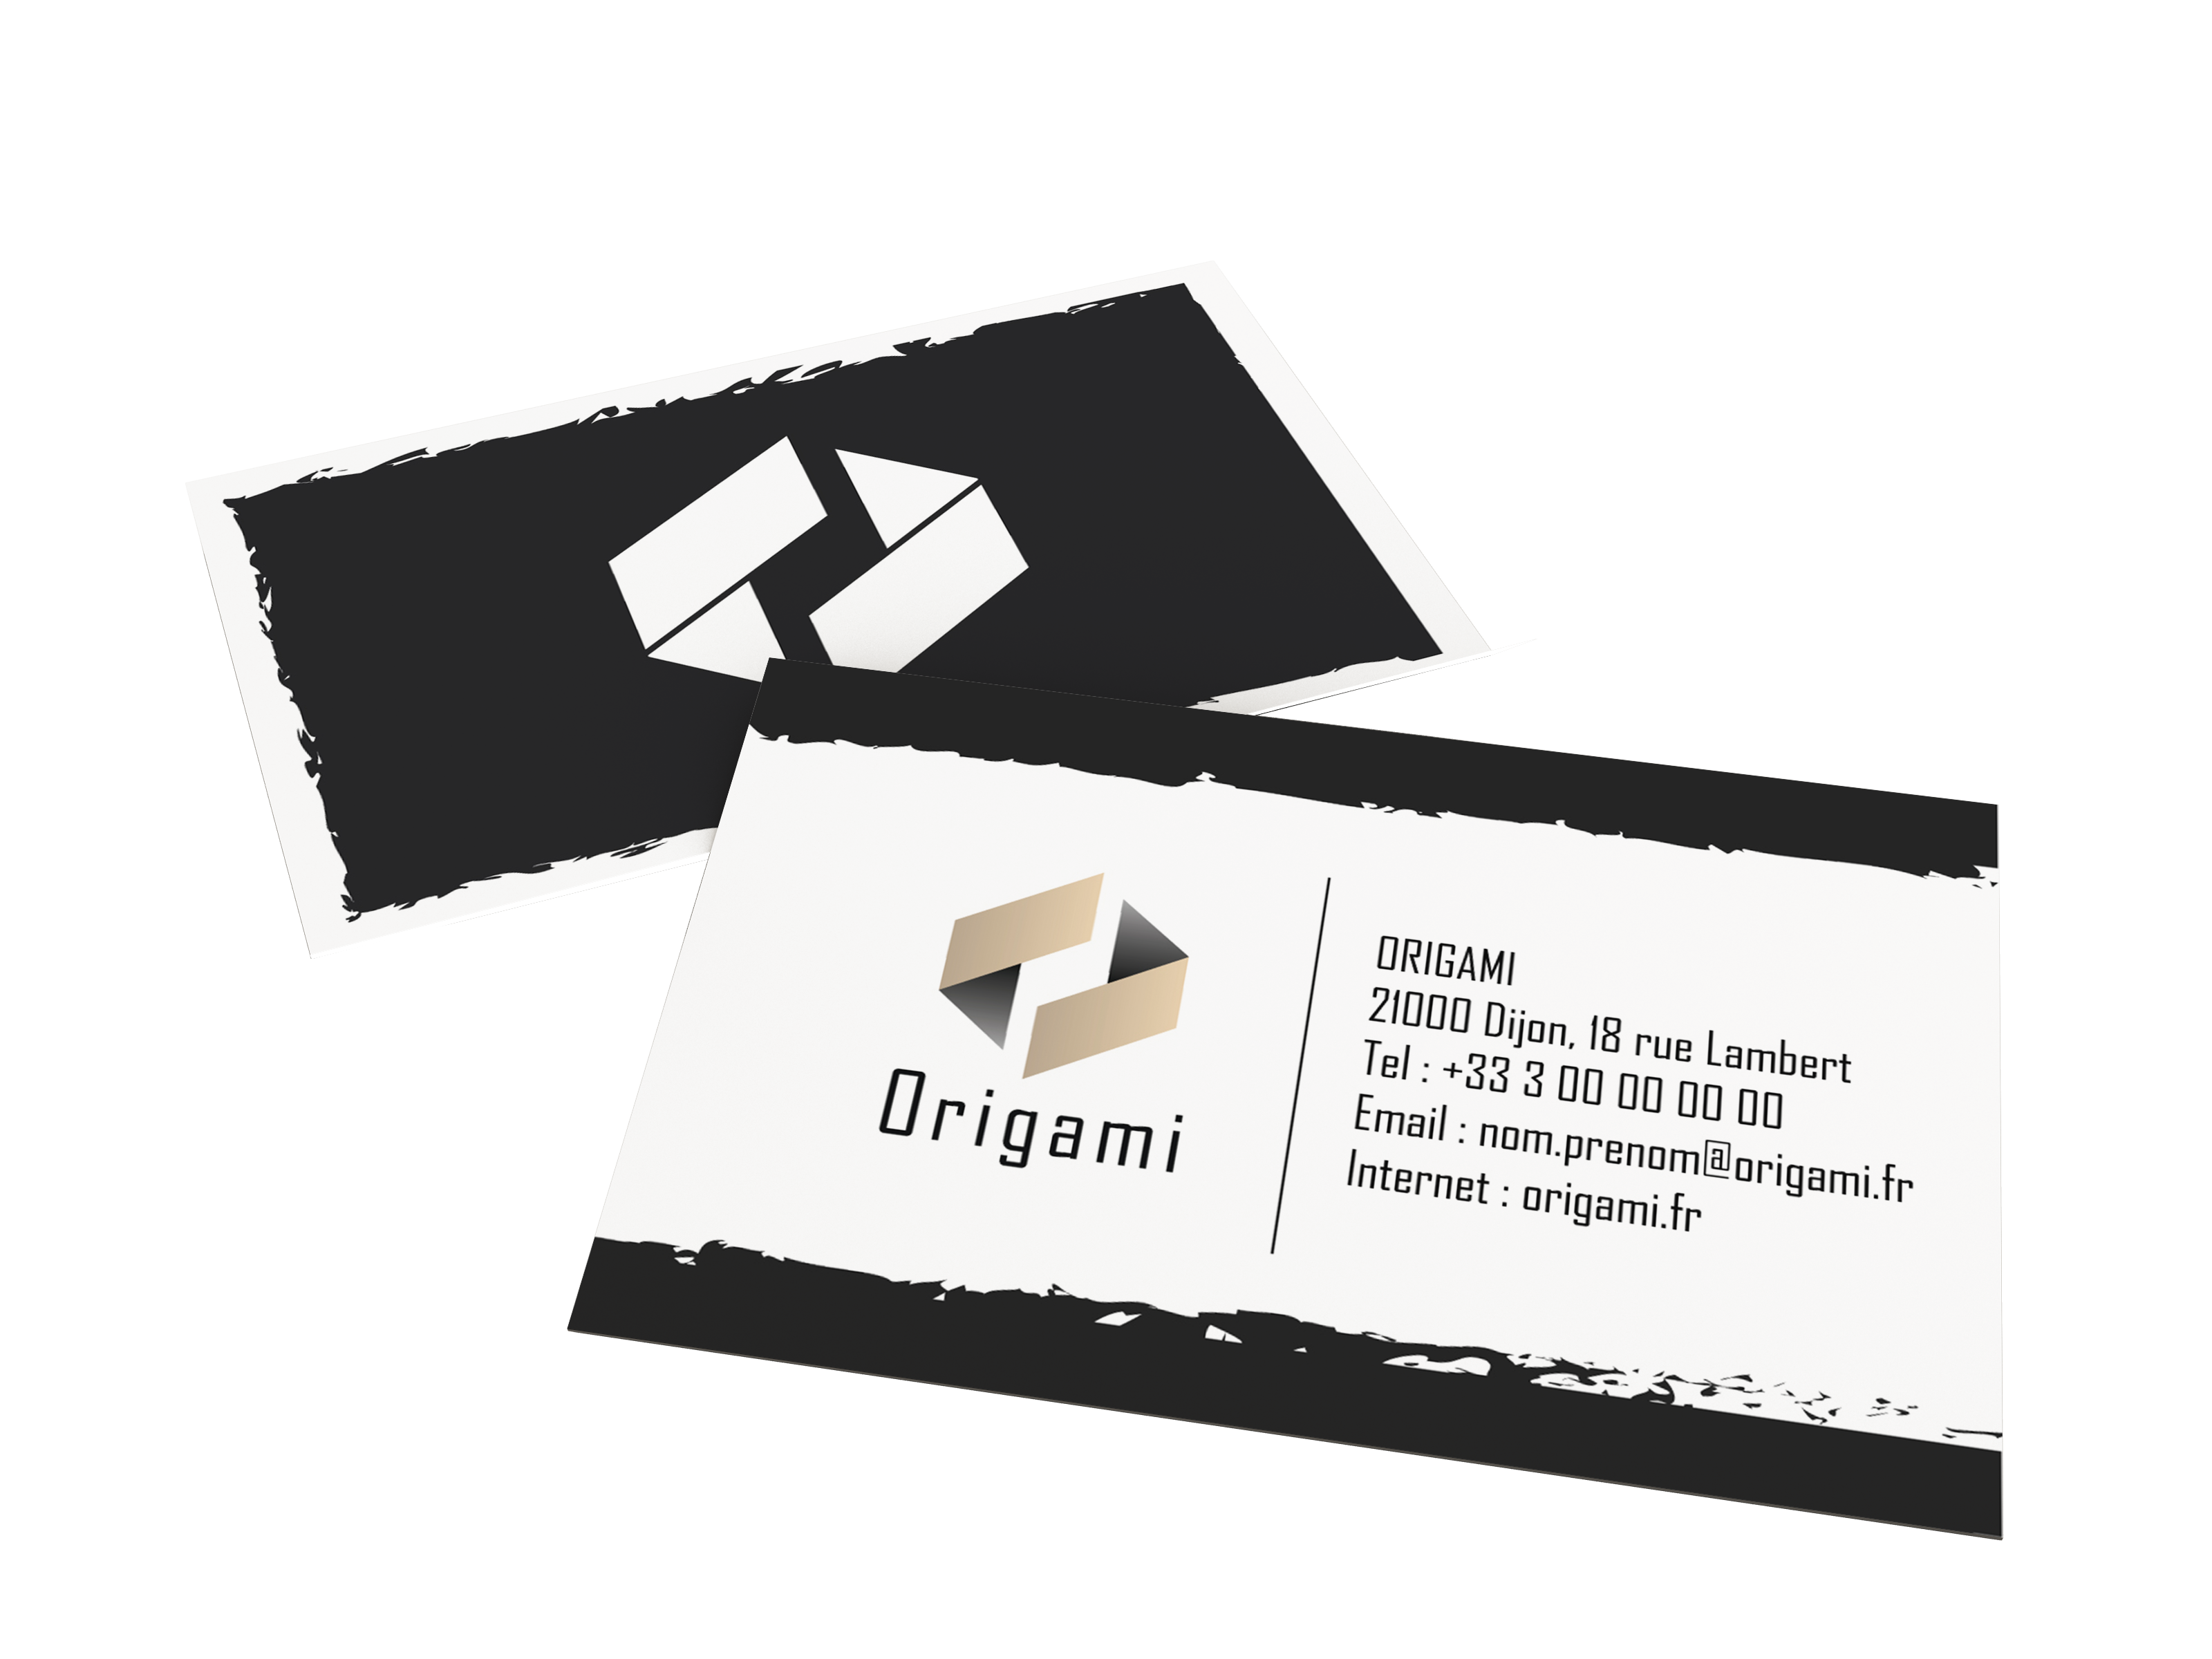 Origami
ORIGAMI
21000 Dijon, 18 rue Lambert
Tel : +33 3 00 00 00 00
Email : nom.prenom@origami.fr
Internet : origami.fr